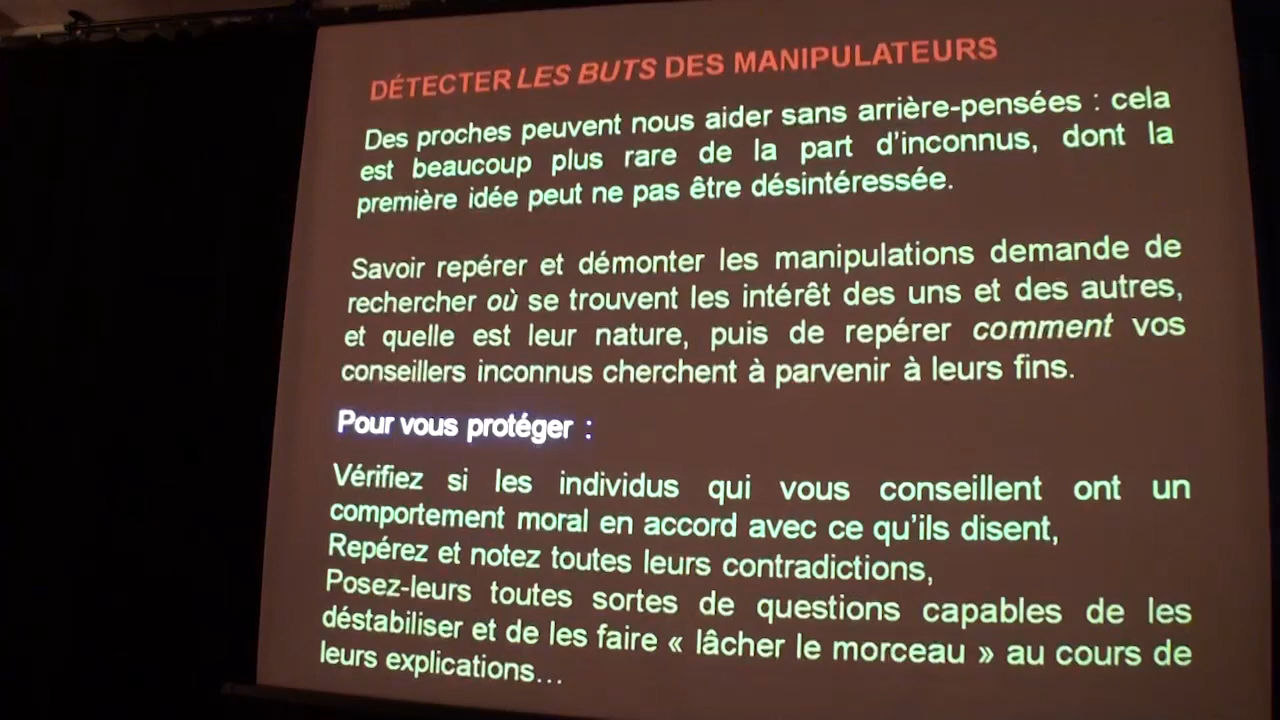 DÉTECTER LES BUTS DES MANIPULATEURS
Des proches peuvent nous aider sans arrière-pensées : cela
est beaucoup plus rare de la part d'inconnus, dont la
première idée peut ne pas être désintéressée.
Savoir repérer et démonter les manipulations demande de
rechercher où se trouvent les intérêt des uns et des autres,
et quelle est leur nature, puis de repérer comment vos
conseillers inconnus cherchent à parvenir à leurs fins.
Pour vous protéger :
Vérifiez si les individus qui vous conseillent ont un
comportement moral en accord avec ce qu'ils disent,
Repérez et notez toutes leurs contradictions,
Posez-leurs toutes sortes de questions capables de les
déstabiliser et de les faire « lâcher le morceau » au cours de
leurs explications…